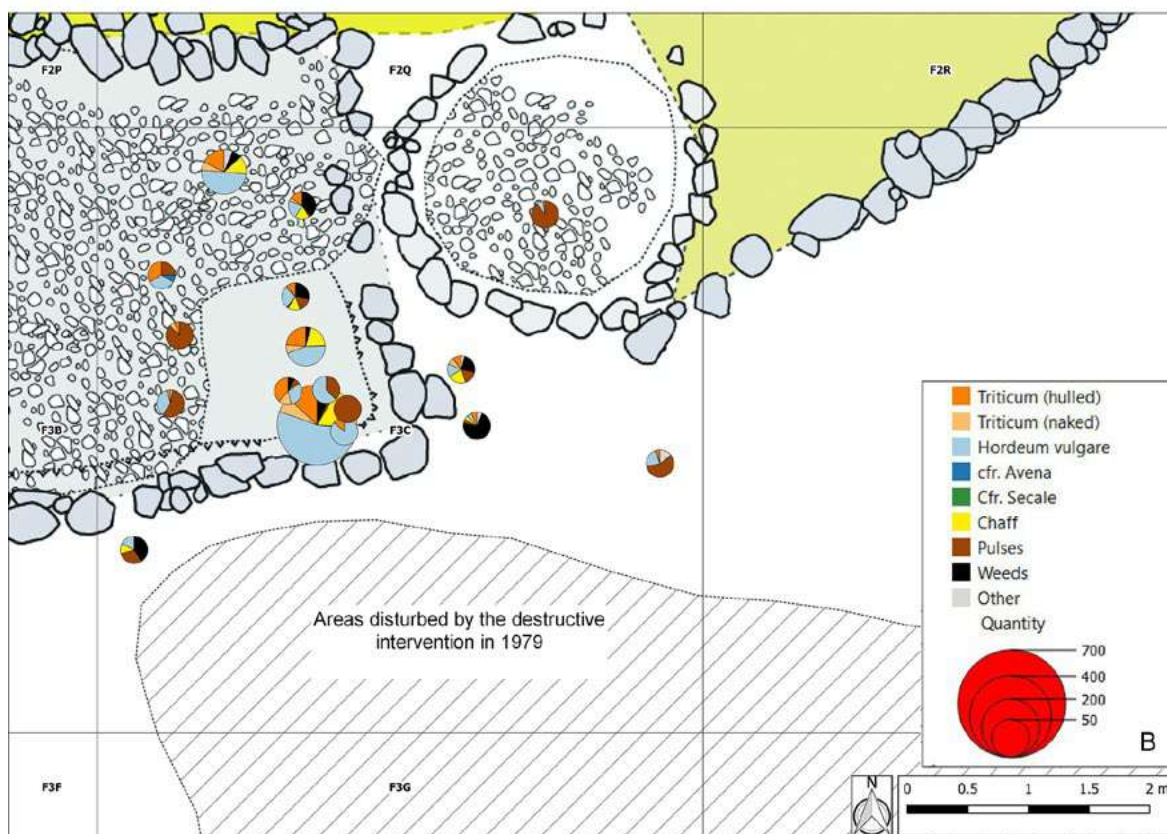 F2P
F2Q
F2R
F3B
F3C
Triticum (hulled)
Triticum (naked)
Hordeum vulgare
cfr. Avena
Cfr. Secale
Chaff
Pulses
Weeds
Other
Quantity
700
400
200
50
B
Areas disturbed by the destructive
intervention in 1979
F3F
F3G
N
0 0.5 1 1.5 2 m